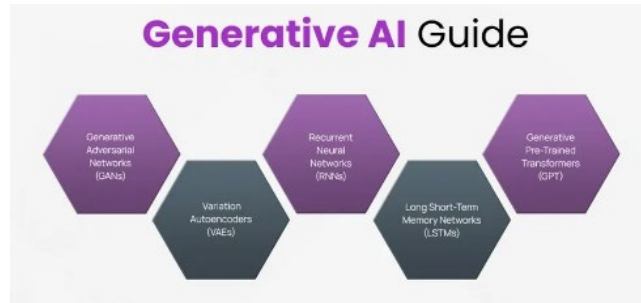 Generative AI Guide
Generative
Adversarial
Networks
(GANs)
Variation
Autoencoders
(VAEs)
Recurrent
Neural
Networks
(RNNs)
Long Short-Term
Memory Networks
(LSTMs)
Generative
Pre-Trained
Transformers
(GPT)